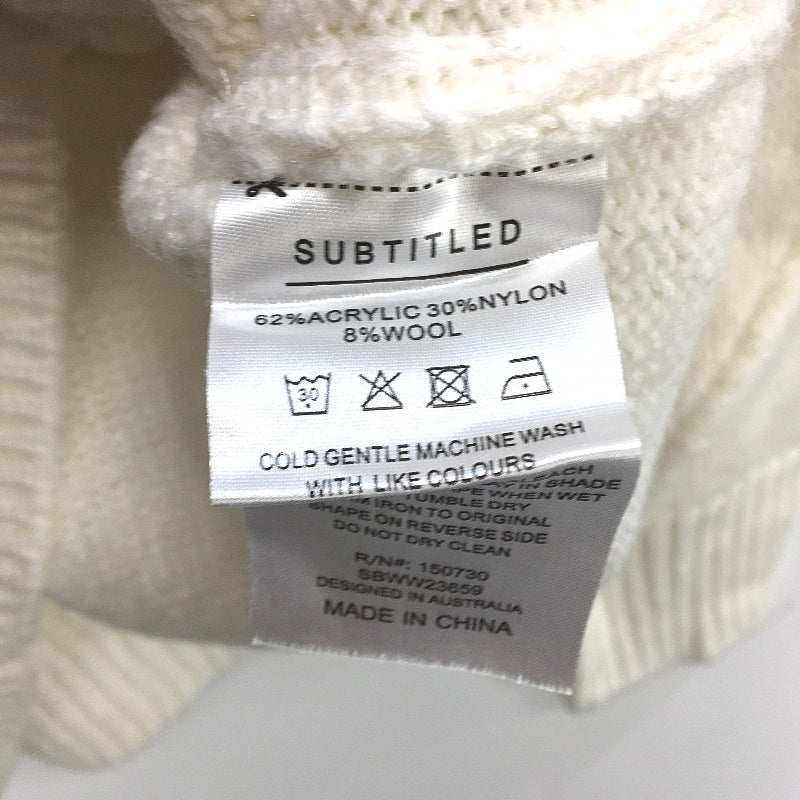 SUBTITLED
62%ACRYLIC 30%NYLON
8%WOOL
30
COLD GENTLE MACHINE WASH
WITH LIKE COLOURS
IN SHADE
WHEN WET
TUMBLE DRY
IRON TO ORIGINAL
SHAPE ON REVERSE SIDE
DO NOT DRY CLEAN
R/N#: 150730
SBWW23659
DESIGNED IN AUSTRALIA
MADE IN CHINA